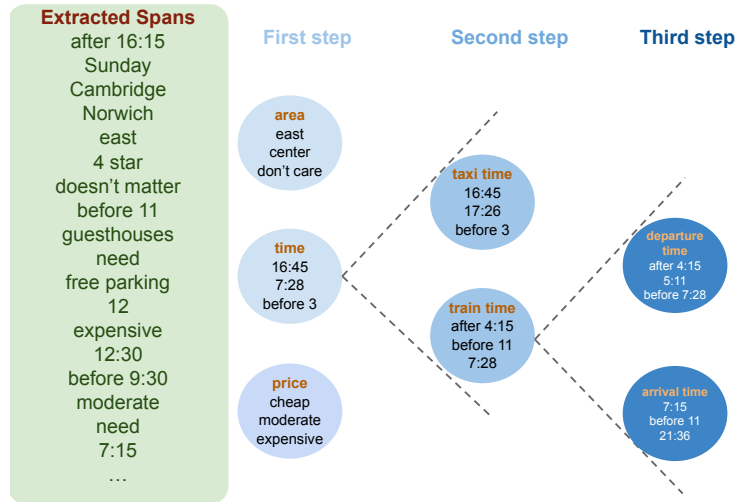 Extracted Spans
after 16:15
Sunday
Cambridge
Norwich
east
4 star
doesn't matter
before 11
guesthouses
need
free parking
12
expensive
12:30
before 9:30
moderate
need
7:15
…
First step
area
east
center
don't care
time
16:45
7:28
before 3
price
cheap
moderate
expensive
Second step
taxi time
16:45
17:26
before 3
train time
after 4:15
before 11
7:28
Third step
departure
time
after 4:15
5:11
before 7:28
arrival time
7:15
before 11
21:36